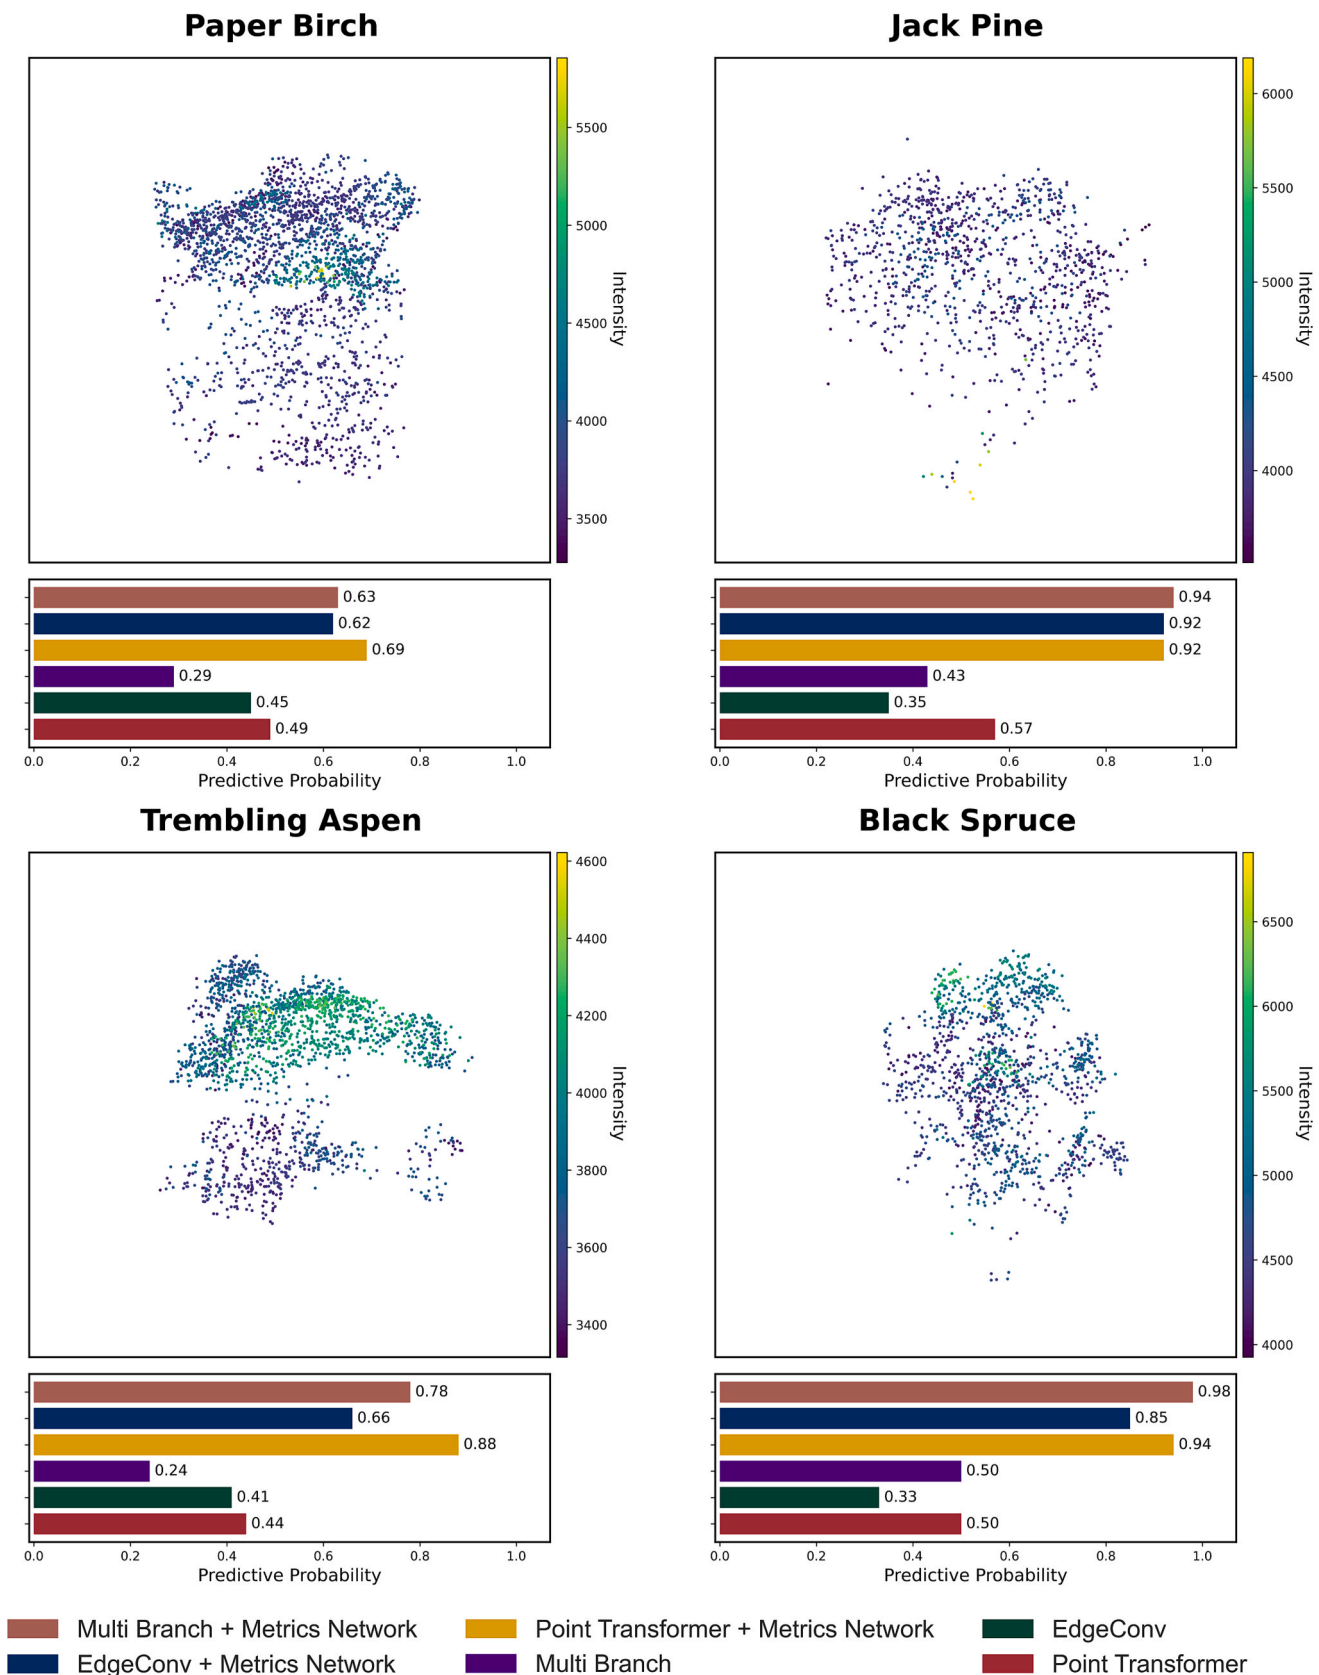 Paper Birch
Jack Pine
5500
5000
4500
4000
3500
Intensity
6000
5500
5000
4500
4000
Intensity
0.63
0.62
0.69
0.29
0.45
0.49
0.0 0.2 0.4 0.6 0.8 1.0
Predictive Probability
0.94
0.92
0.92
0.43
0.35
0.57
0.0 0.2 0.4 0.6 0.8 1.0
Predictive Probability
Trembling Aspen
Black Spruce
4600
4400
4200
4000
3800
3600
3400
Intensity
6500
6000
5500
5000
4500
4000
Intensity
0.78
0.66
0.88
0.24
0.41
0.44
0.0 0.2 0.4 0.6 0.8 1.0
Predictive Probability
0.98
0.85
0.94
0.50
0.33
0.50
0.0 0.2 0.4 0.6 0.8 1.0
Predictive Probability
Multi Branch + Metrics Network
Point Transformer + Metrics Network
EdgeConv
EdgeConv + Metrics Network
Multi Branch
Point Transformer